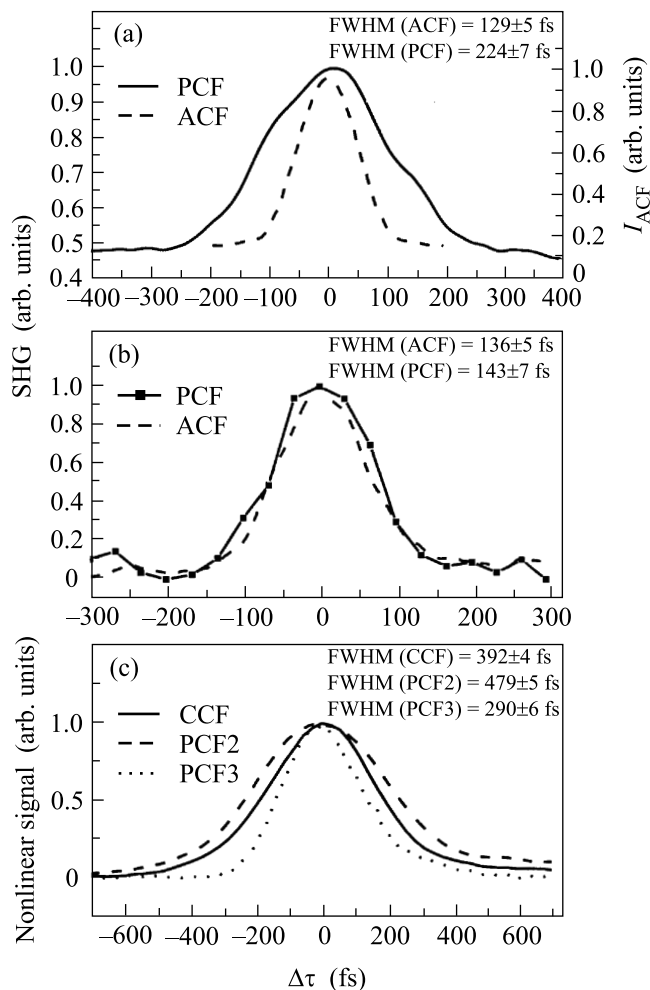 (a)
FWHM (ACF) = 129±5 fs
FWHM (PCF) = 224±7 fs
PCF
ACF
1.0
0.9
0.8
0.7
0.6
0.5
0.4
1.0
0.8
0.6
0.4
0.2
0
I_ACF (arb. units)
–400 –300 –200 –100 0 100 200 300 400
SHG (arb. units)
(b)
FWHM (ACF) = 136±5 fs
FWHM (PCF) = 143±7 fs
PCF
ACF
1.0
0.8
0.6
0.4
0.2
0
–300 –200 –100 0 100 200 300
(c)
FWHM (CCF) = 392±4 fs
FWHM (PCF2) = 479±5 fs
FWHM (PCF3) = 290±6 fs
CCF
PCF2
PCF3
Nonlinear signal (arb. units)
1.0
0.5
0
–600 –400 –200 0 200 400 600
Δτ (fs)